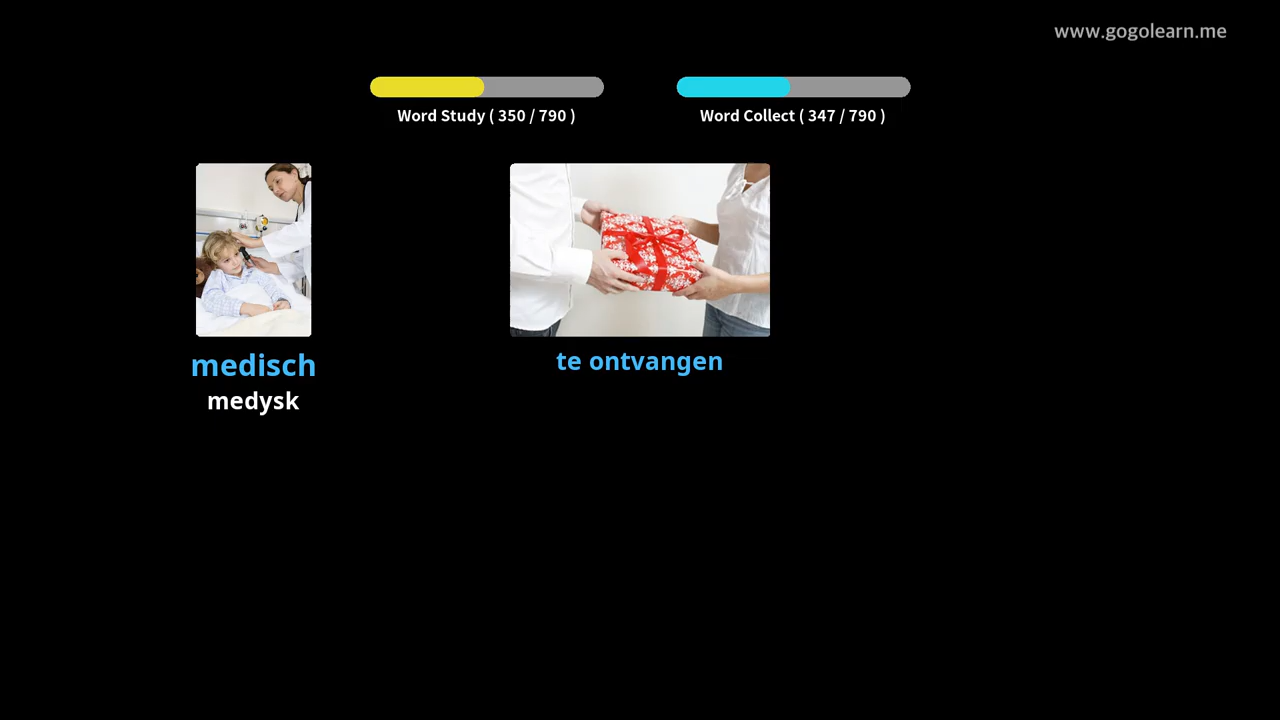 www.gogolearn.me
Word Study ( 350 / 790 )
Word Collect ( 347 / 790 )
medisch
medysk
te ontvangen